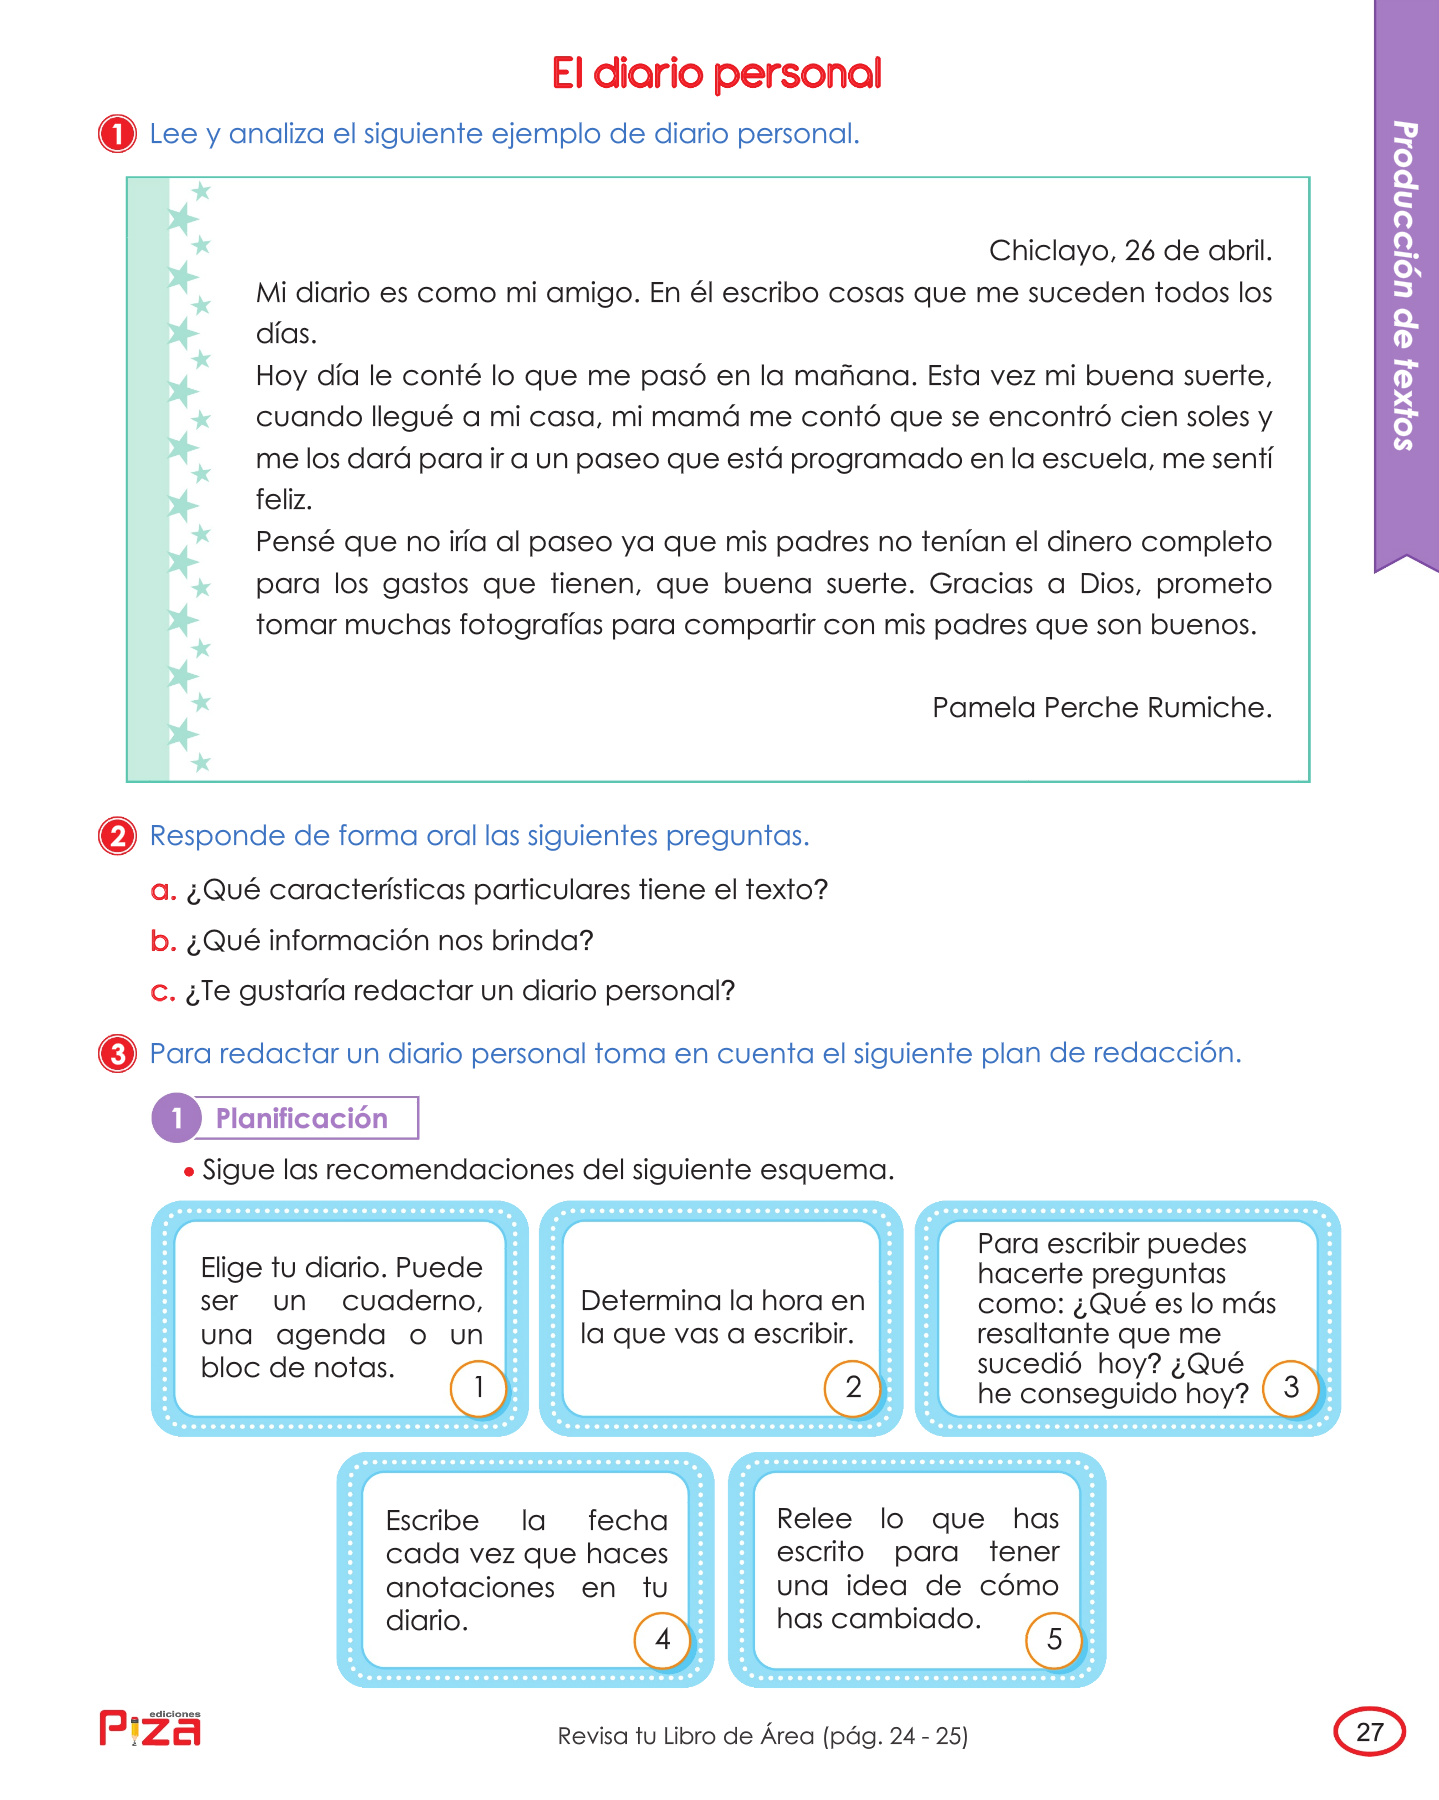 El diario personal
1 Lee y analiza el siguiente ejemplo de diario personal.
Chiclayo, 26 de abril.
Mi diario es como mi amigo. En él escribo cosas que me suceden todos los
días.
Hoy día le conté lo que me pasó en la mañana. Esta vez mi buena suerte,
cuando llegué a mi casa, mi mamá me contó que se encontró cien soles y
me los dará para ir a un paseo que está programado en la escuela, me sentí
feliz.
Pensé que no iría al paseo ya que mis padres no tenían el dinero completo
para los gastos que tienen, que buena suerte. Gracias a Dios, prometo
tomar muchas fotografías para compartir con mis padres que son buenos.
Pamela Perche Rumiche.
2 Responde de forma oral las siguientes preguntas.
a. ¿Qué características particulares tiene el texto?
b. ¿Qué información nos brinda?
c. ¿Te gustaría redactar un diario personal?
3 Para redactar un diario personal toma en cuenta el siguiente plan de redacción.
1 Planificación
• Sigue las recomendaciones del siguiente esquema.
Elige tu diario. Puede
ser un cuaderno,
una agenda o un
bloc de notas.
1
Determina la hora en
la que vas a escribir.
2
Para escribir puedes
hacerte preguntas
como: ¿Qué es lo más
resaltante que me
sucedió hoy? ¿Qué
he conseguido hoy?
3
Escribe la fecha
cada vez que haces
anotaciones en tu
diario.
4
Relee lo que has
escrito para tener
una idea de cómo
has cambiado.
5
Producción de textos
ediciones
Piza
Revisa tu Libro de Área (pág. 24 - 25)
27